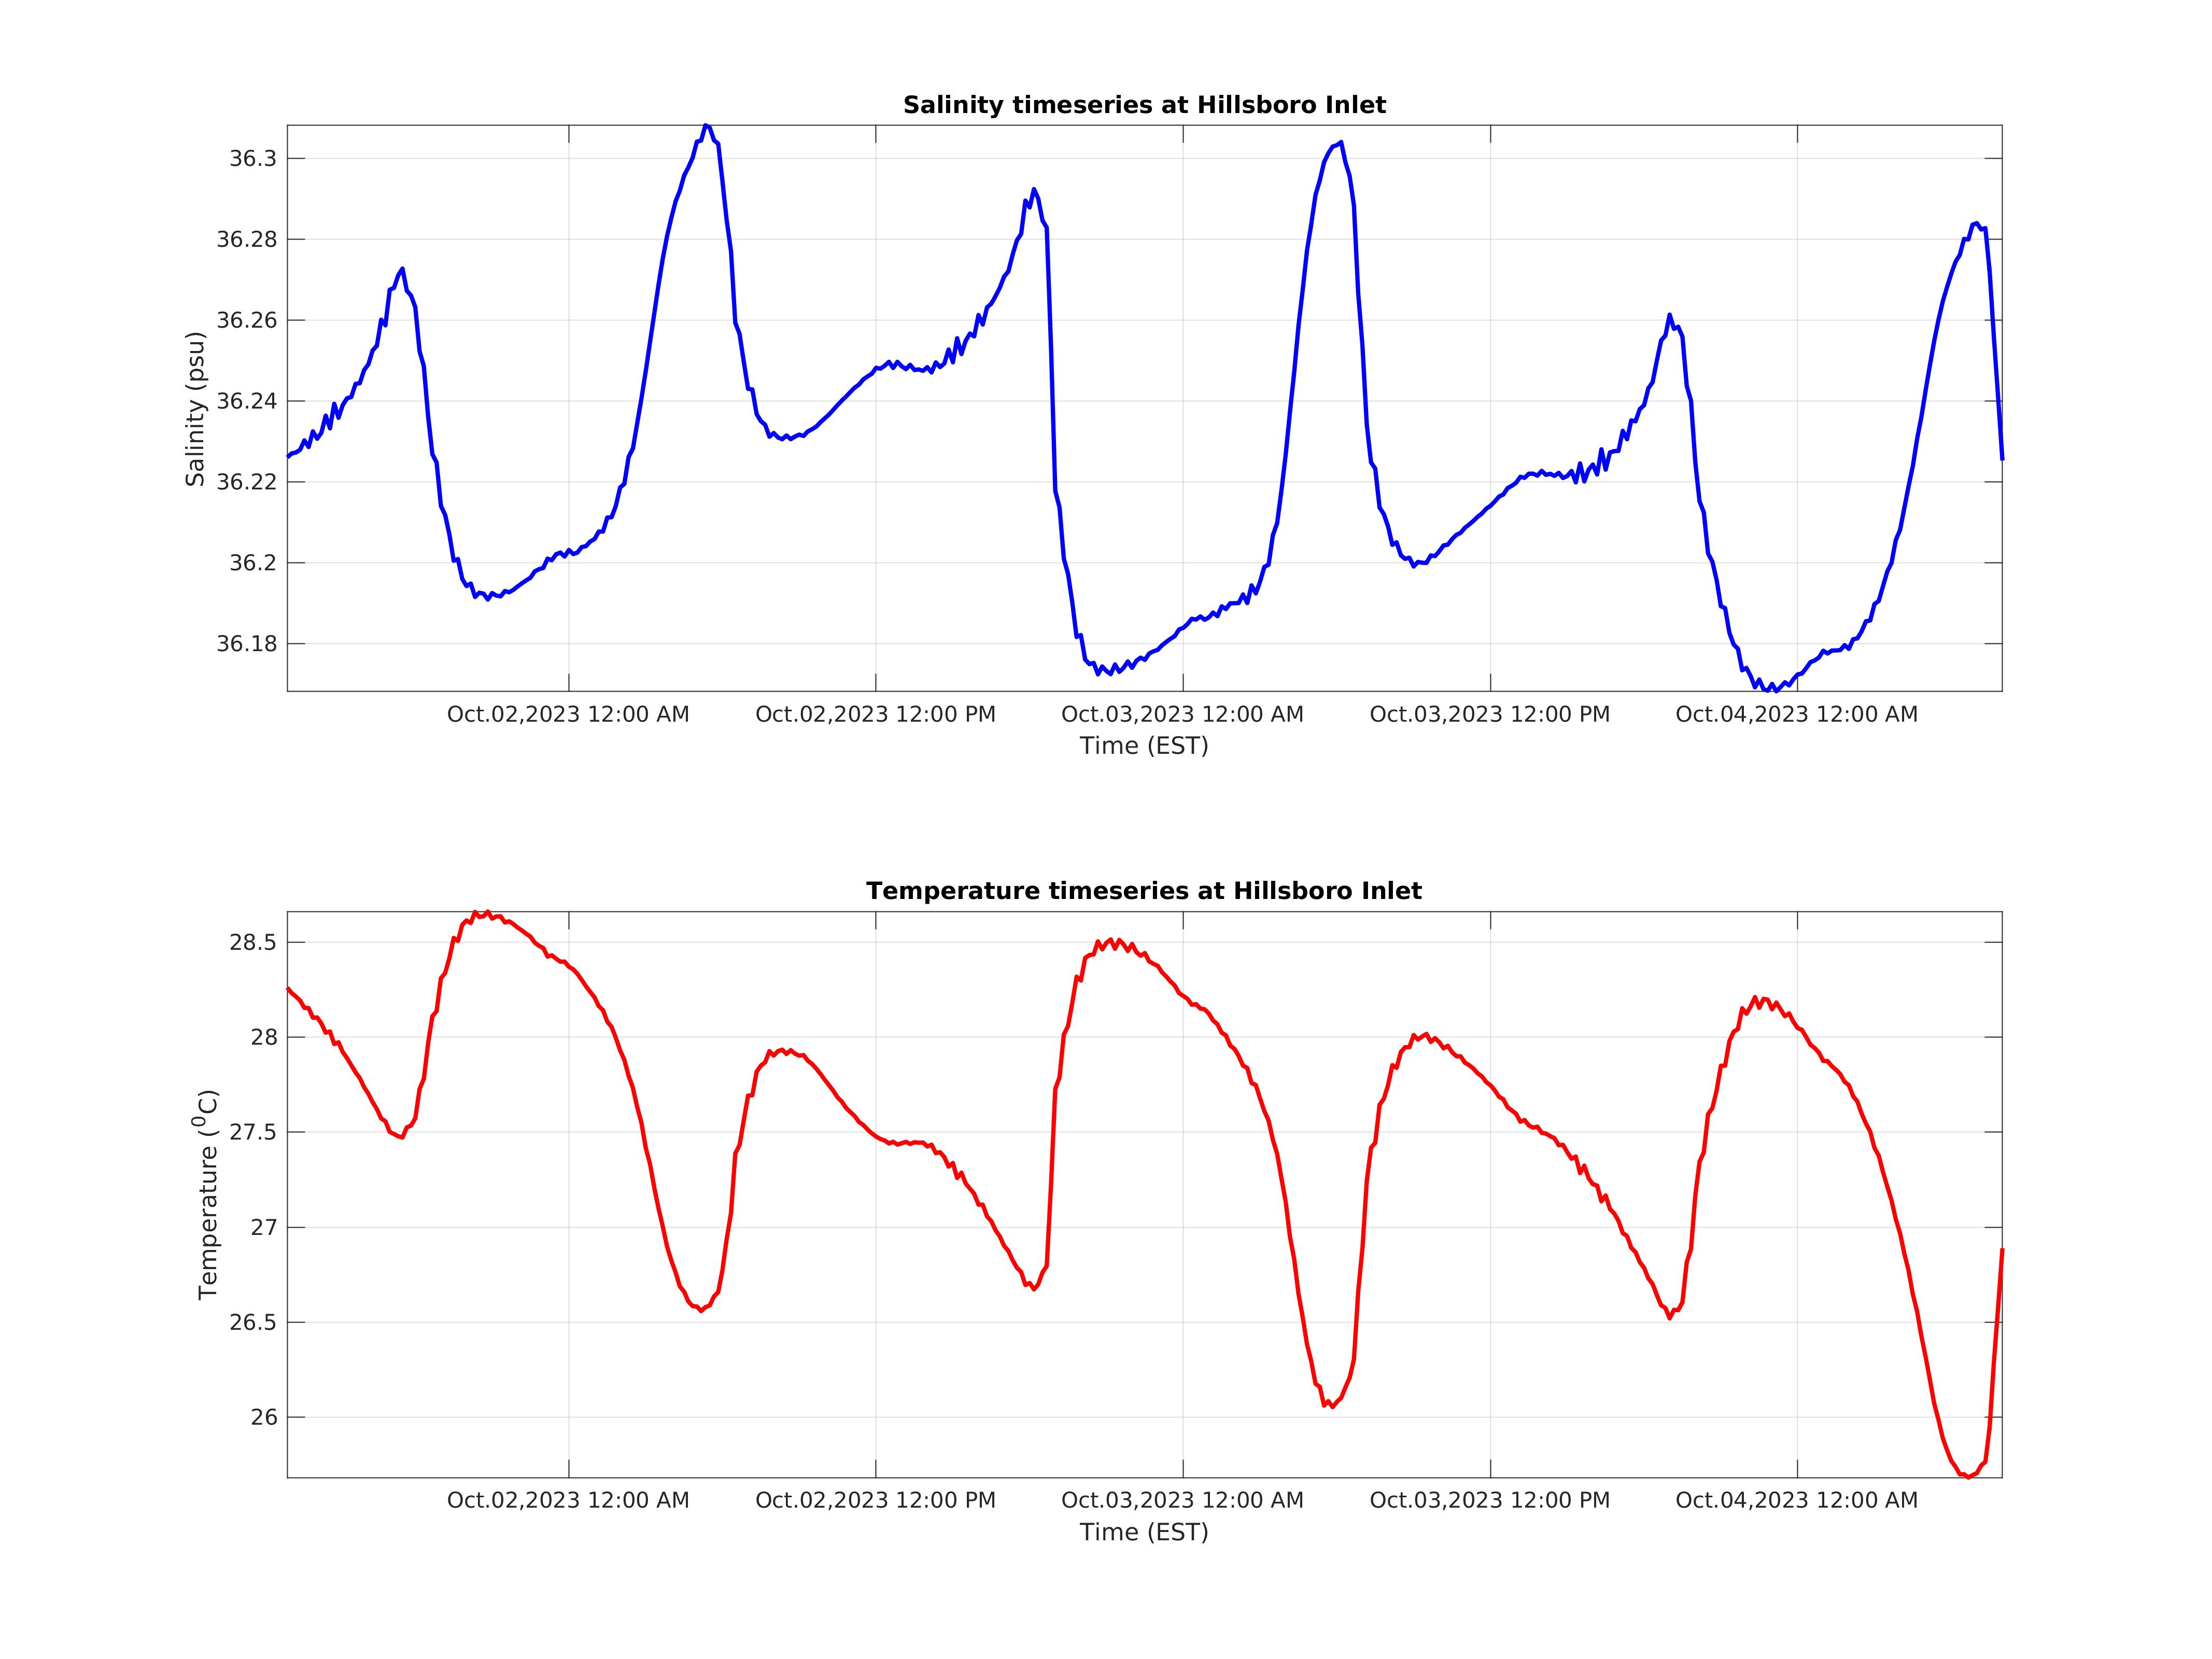 Salinity timeseries at Hillsboro Inlet
Salinity (psu)
36.3
36.28
36.26
36.24
36.22
36.2
36.18
Oct.02,2023 12:00 AM Oct.02,2023 12:00 PM Oct.03,2023 12:00 AM Oct.03,2023 12:00 PM Oct.04,2023 12:00 AM
Time (EST)
Temperature timeseries at Hillsboro Inlet
Temperature (⁰C)
28.5
28
27.5
27
26.5
26
Oct.02,2023 12:00 AM Oct.02,2023 12:00 PM Oct.03,2023 12:00 AM Oct.03,2023 12:00 PM Oct.04,2023 12:00 AM
Time (EST)